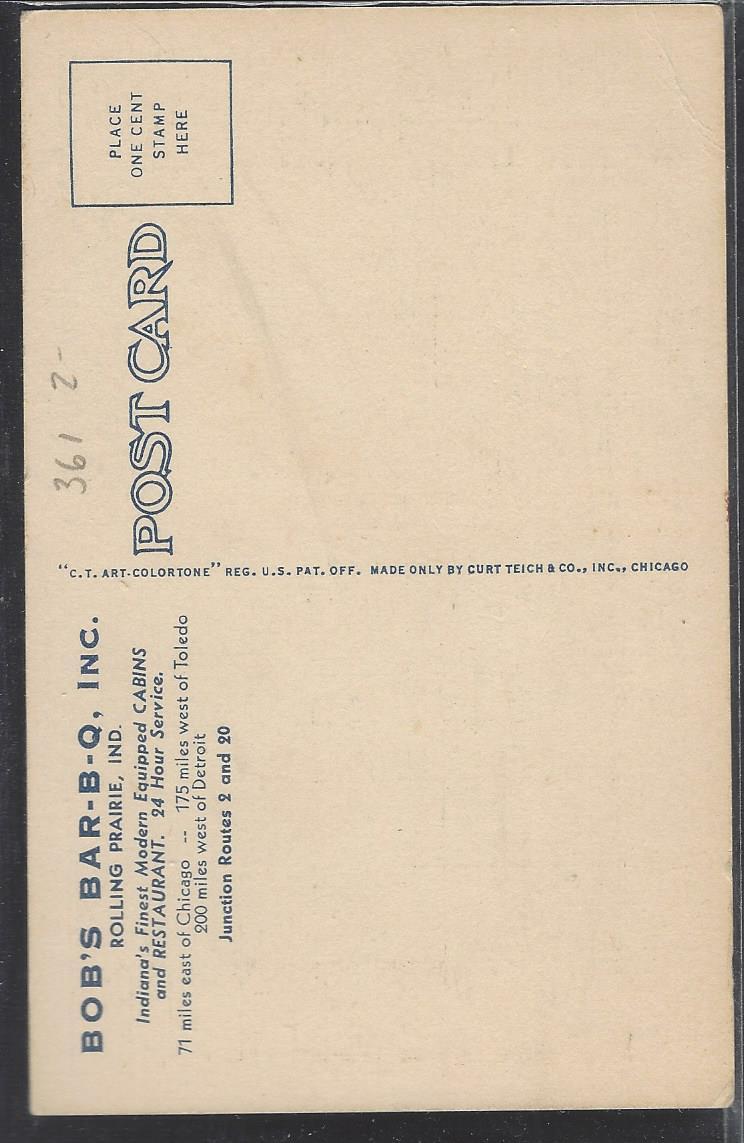 BOB'S BAR-B-Q, INC.
ROLLING PRAIRIE, IND.
Indiana's Finest Modern Equipped CABINS
and RESTAURANT. 24 Hour Service.
71 miles east of Chicago -- 175 miles west of Toledo
200 miles west of Detroit
Junction Routes 2 and 20
"C.T. ART-COLORTONE" REG. U.S. PAT. OFF. MADE ONLY BY CURT TEICH & CO., INC., CHICAGO
361 2-
POST CARD
PLACE
ONE CENT
STAMP
HERE